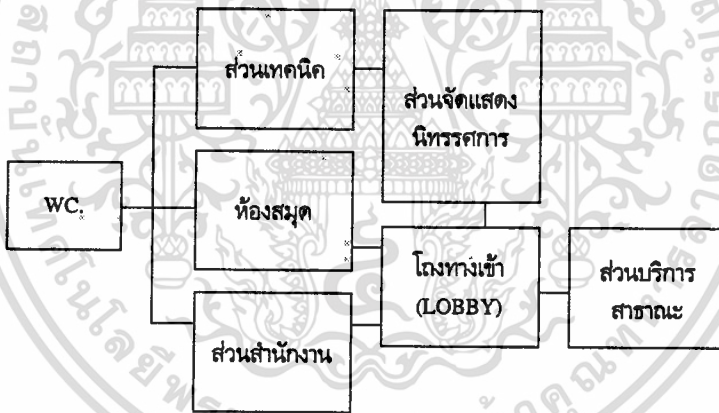 ส่วนเทคนิค
ส่วนจัดแสดง
นิทรรศการ
WC.
ห้องสมุด
โถงทางเข้า
(LOBBY)
ส่วนบริการ
สาธาณะ
ส่วนสำนักงาน